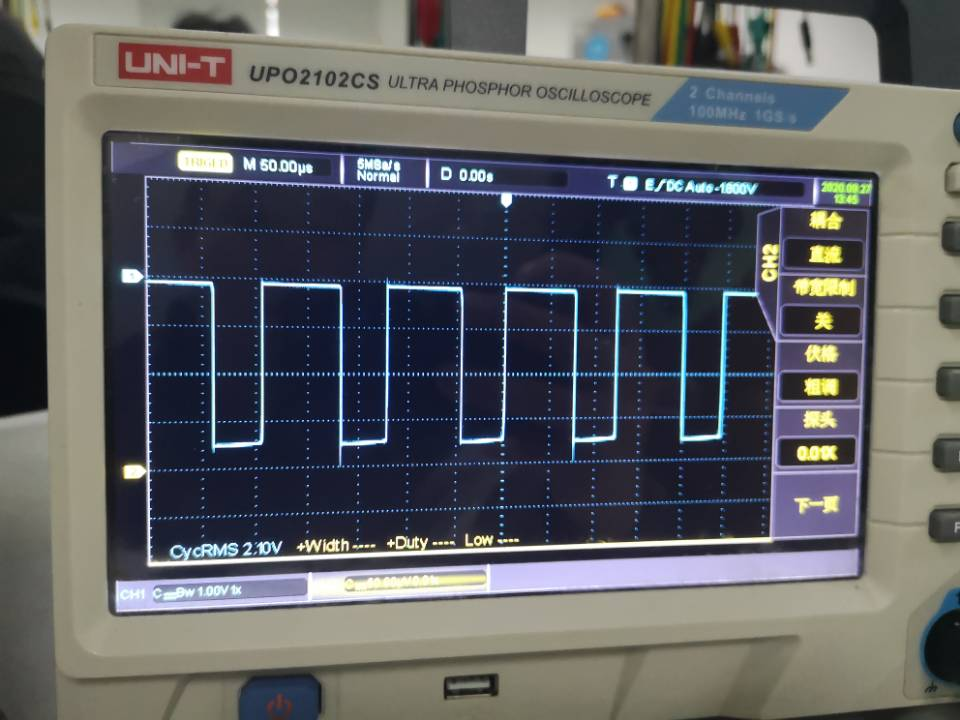 UNI-T UPO2102CS ULTRA PHOSPHOR OSCILLOSCOPE
2 Channels
100MHz 1GS/s
TRIGED M 50.00μs
5MSa/s
Normal
D 0.00s
T E/DC Auto -1.600V
2020.09.27
13:45
CH2
耦合
直流
带宽限制
关
伏格
粗调
探头
0.01X
下一页
1
2
CycRMS 2.10V +Width ---- +Duty ---- Low ----
CH1 Bw 1.00V 1x